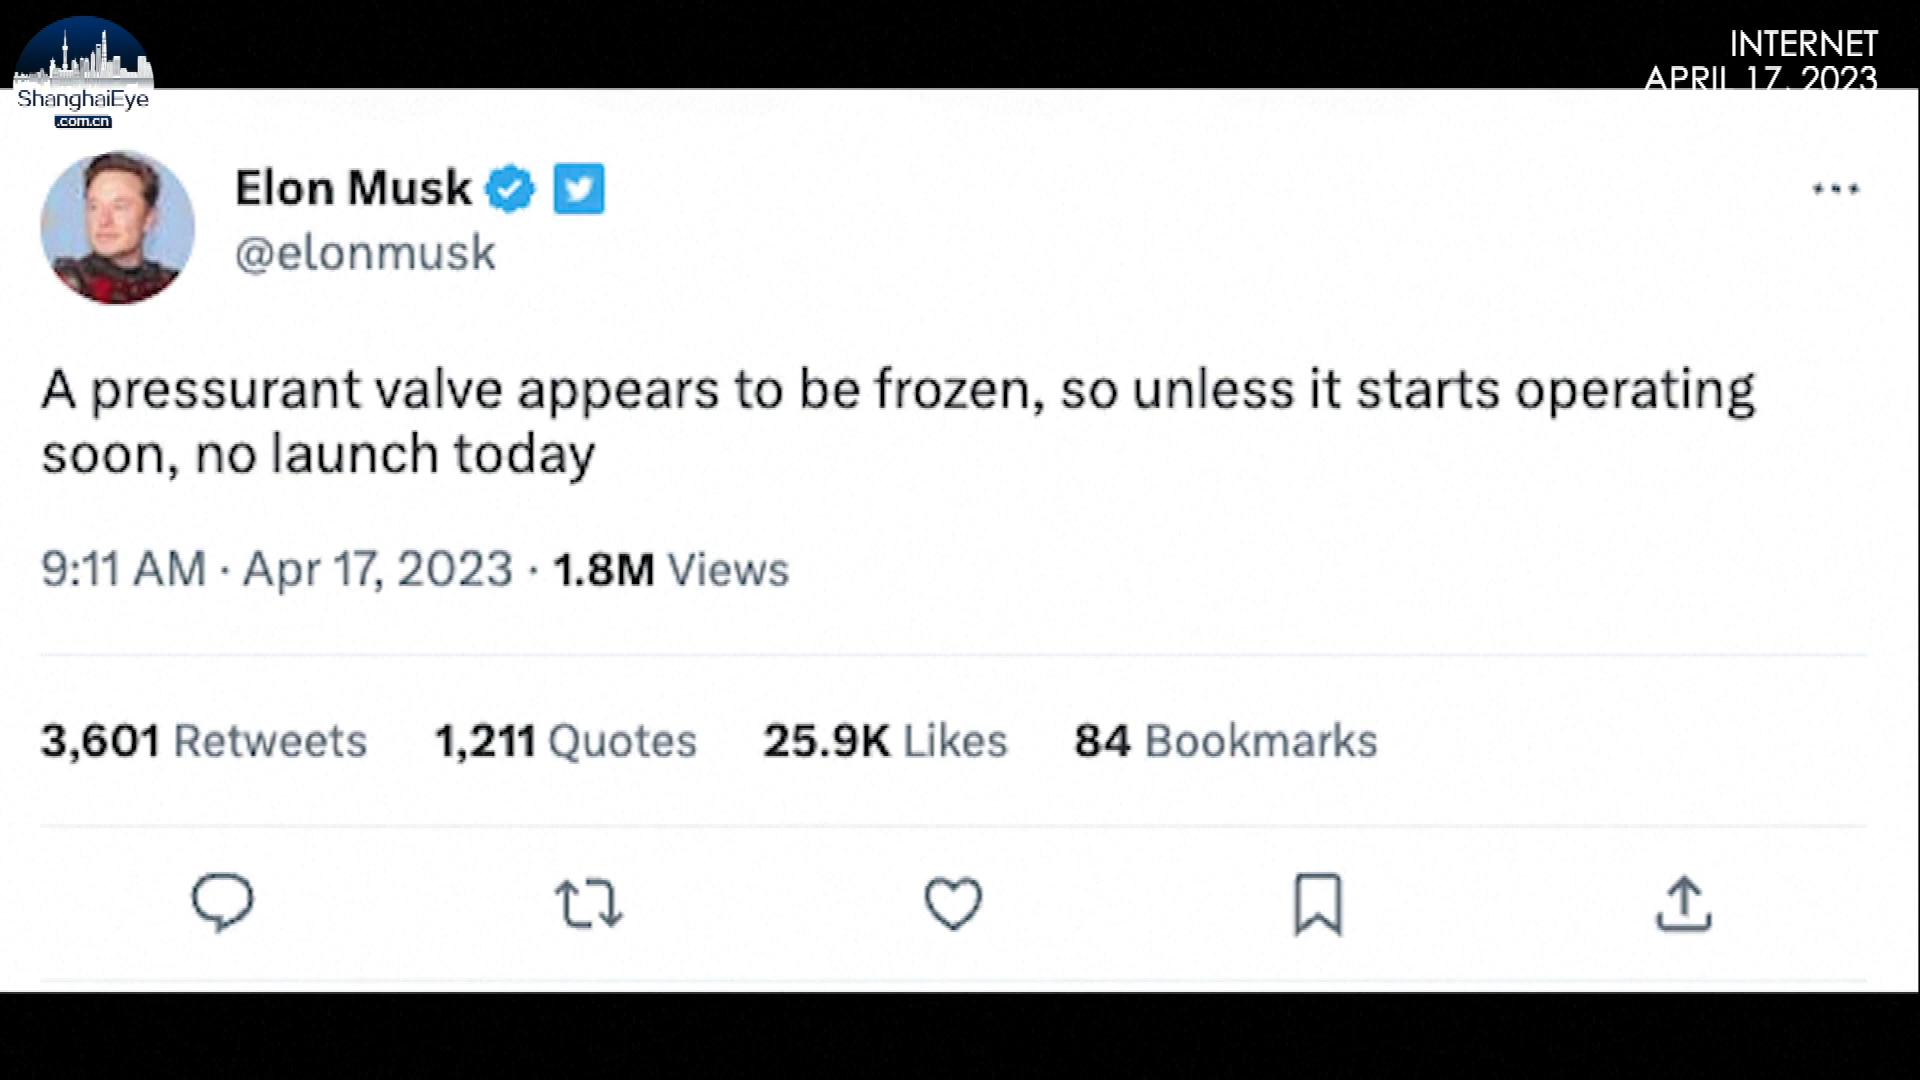 ShanghaiEye
.com.cn
INTERNET
APRIL 17, 2023
Elon Musk
@elonmusk
A pressurant valve appears to be frozen, so unless it starts operating
soon, no launch today
9:11 AM · Apr 17, 2023 · 1.8M Views
3,601 Retweets 1,211 Quotes 25.9K Likes 84 Bookmarks